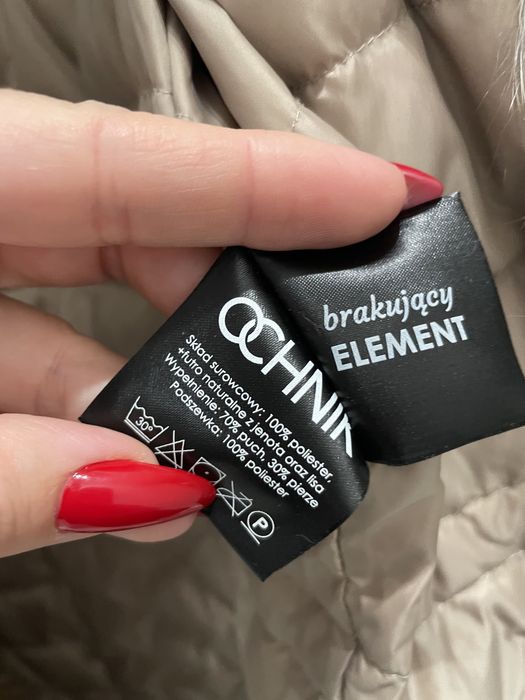 OCHNIK
Skład surowcowy: 100% poliester,
+futro naturalne z jenota oraz lisa
Wypełnienie: 70% puch, 30% pierze
Podszewka: 100% poliester
30°
P
brakujący
ELEMENT